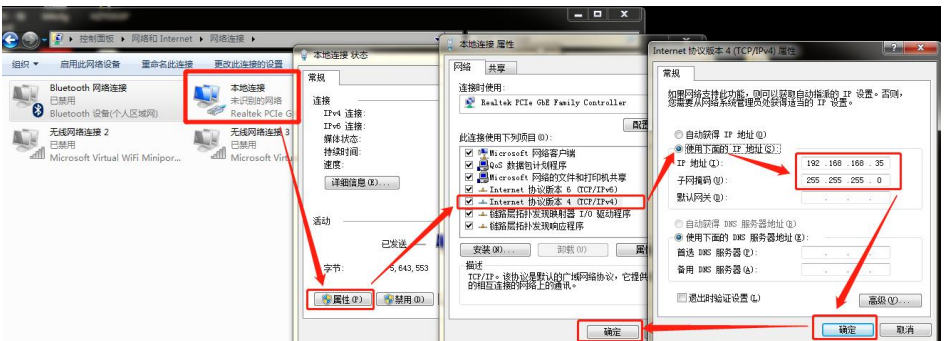 控制面板 ▸ 网络和 Internet ▸ 网络连接 ▸
组织 ▼ 启用此网络设备 重命名此连接 更改此连接的设置
Bluetooth 网络连接
已禁用
Bluetooth 设备(个人区域网)
本地连接
未识别的网络
Realtek PCIe G
无线网络连接 2
已禁用
Microsoft Virtual WiFi Minipor...
无线网络连接 3
已禁用
Microsoft Virtu
本地连接 状态
常规
连接
IPv4 连接:
IPv6 连接:
媒体状态:
持续时间:
速度:
详细信息(E)...
活动
已发送
字节:
5,643,553
属性(P)
禁用(D)
本地连接 属性
网络 共享
连接时使用:
Realtek PCIe GbE Family Controller
配置
此连接使用下列项目(O):
Microsoft 网络客户端
QoS 数据包计划程序
Microsoft 网络的文件和打印机共享
Internet 协议版本 6 (TCP/IPv6)
Internet 协议版本 4 (TCP/IPv4)
链路层拓扑发现映射器 I/O 驱动程序
链路层拓扑发现响应程序
安装(N)... 卸载(U) 属性
描述
TCP/IP。该协议是默认的广域网络协议，它提供
的相互连接的网络上的通讯。
确定
Internet 协议版本 4 (TCP/IPv4) 属性
常规
如果网络支持此功能，则可以获取自动指派的 IP 设置。否则，
您需要从网络系统管理员处获得适当的 IP 设置。
自动获得 IP 地址(O)
使用下面的 IP 地址(S):
IP 地址(I): 192 .168 .168 . 35
子网掩码(U): 255 .255 .255 . 0
默认网关(D):
自动获得 DNS 服务器地址(B)
使用下面的 DNS 服务器地址(E):
首选 DNS 服务器(P):
备用 DNS 服务器(A):
退出时验证设置(L)
高级(V)...
确定 取消